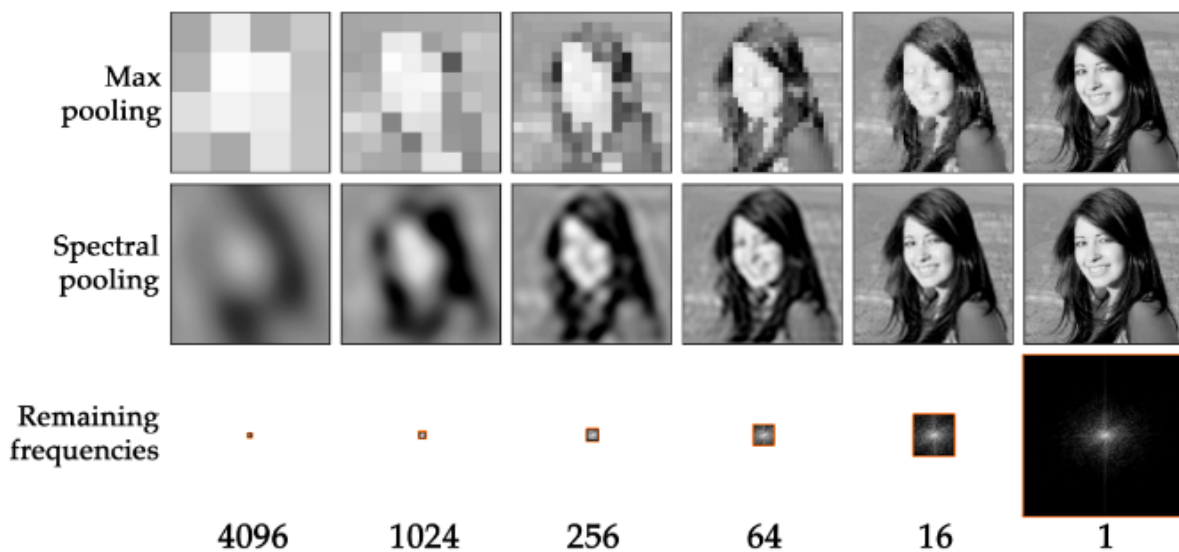 Max
pooling
Spectral
pooling
Remaining
frequencies
4096 1024 256 64 16 1